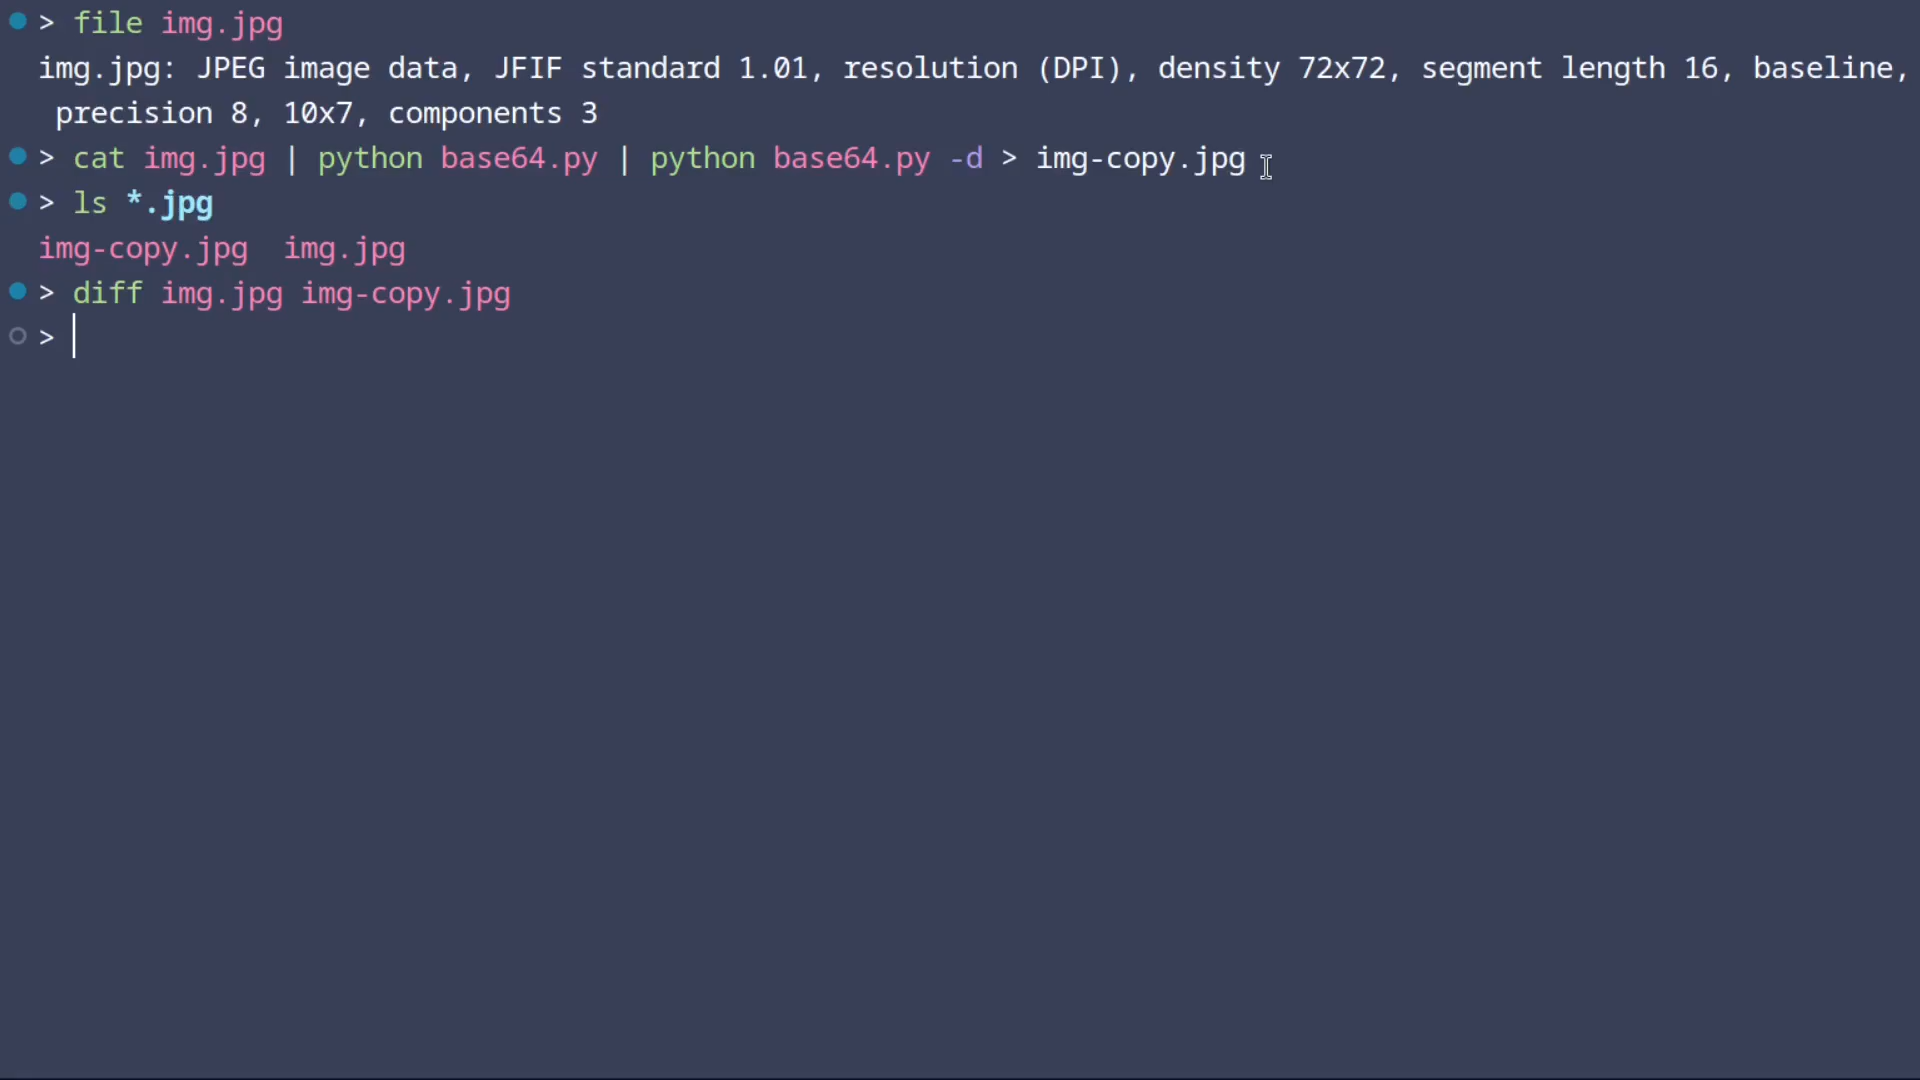 > file img.jpg
img.jpg: JPEG image data, JFIF standard 1.01, resolution (DPI), density 72x72, segment length 16, baseline,
precision 8, 10x7, components 3
> cat img.jpg | python base64.py | python base64.py -d > img-copy.jpg
> ls *.jpg
img-copy.jpg  img.jpg
> diff img.jpg img-copy.jpg
>